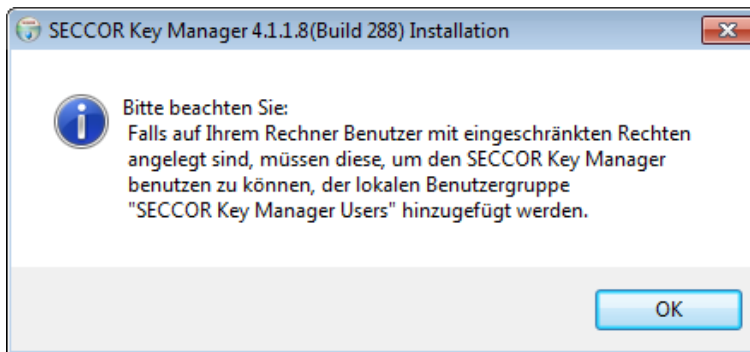 SECCOR Key Manager 4.1.1.8(Build 288) Installation
Bitte beachten Sie:
Falls auf Ihrem Rechner Benutzer mit eingeschränkten Rechten
angelegt sind, müssen diese, um den SECCOR Key Manager
benutzen zu können, der lokalen Benutzergruppe
"SECCOR Key Manager Users" hinzugefügt werden.
OK